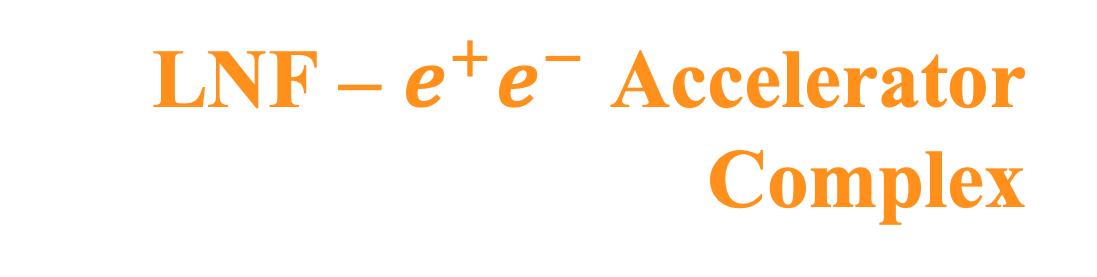 LNF – e⁺e⁻ Accelerator
Complex